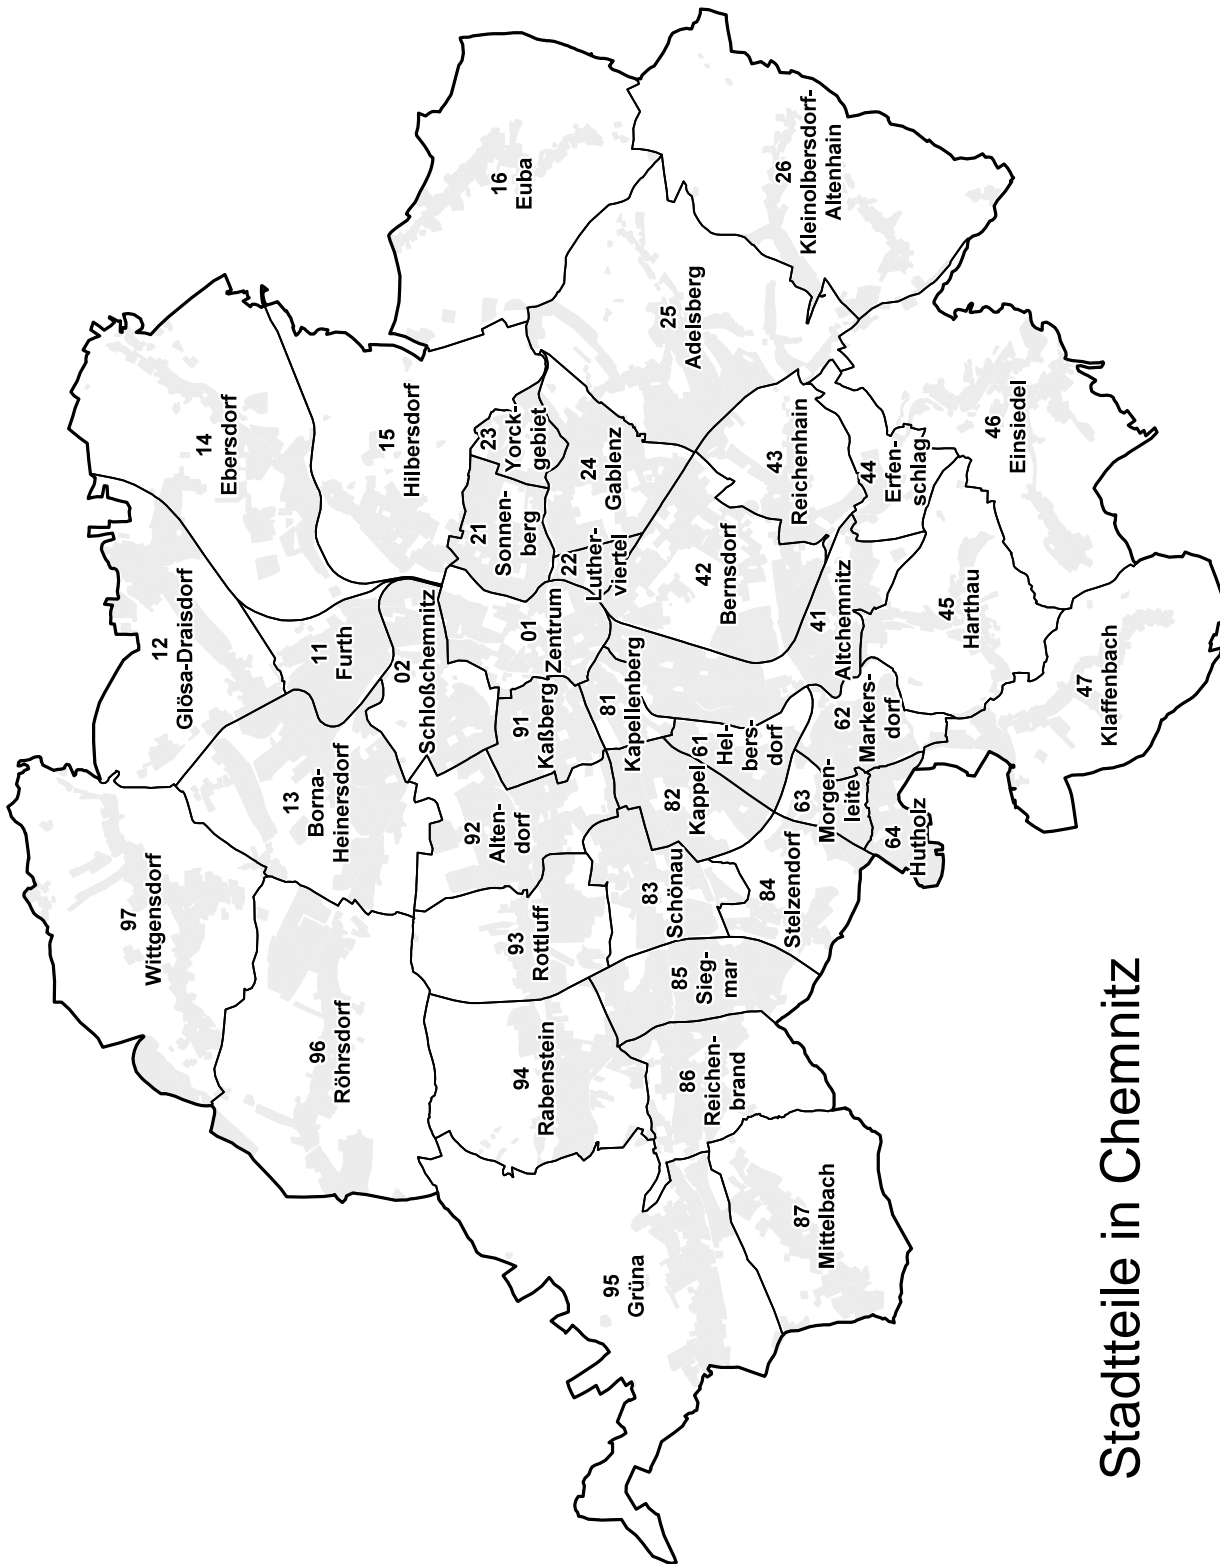 97
Wittgensdorf
12
Glösa-Draisdorf
14
Ebersdorf
13
Borna-
Heinersdorf
11
Furth
96
Röhrsdorf
15
Hilbersdorf
02
Schloßchemnitz
16
Euba
21
Sonnen-
berg
23
Yorck-
gebiet
92
Alten-
dorf
91
Kaßberg
01
Zentrum
93
Rottluff
94
Rabenstein
22
Luther-
viertel
24
Gablenz
95
Grüna
81
Kapellenberg
83
Schönau
82
Kappel
61
Hel-
bers-
dorf
25
Adelsberg
85
Sieg-
mar
86
Reichen-
brand
42
Bernsdorf
43
Reichenhain
26
Kleinolbersdorf-
Altenhain
84
Stelzendorf
87
Mittelbach
63
Morgen-
leite
41
Altchemnitz
62
Markers-
dorf
44
Erfen-
schlag
64
Hutholz
45
Harthau
46
Einsiedel
47
Klaffenbach
Stadtteile in Chemnitz